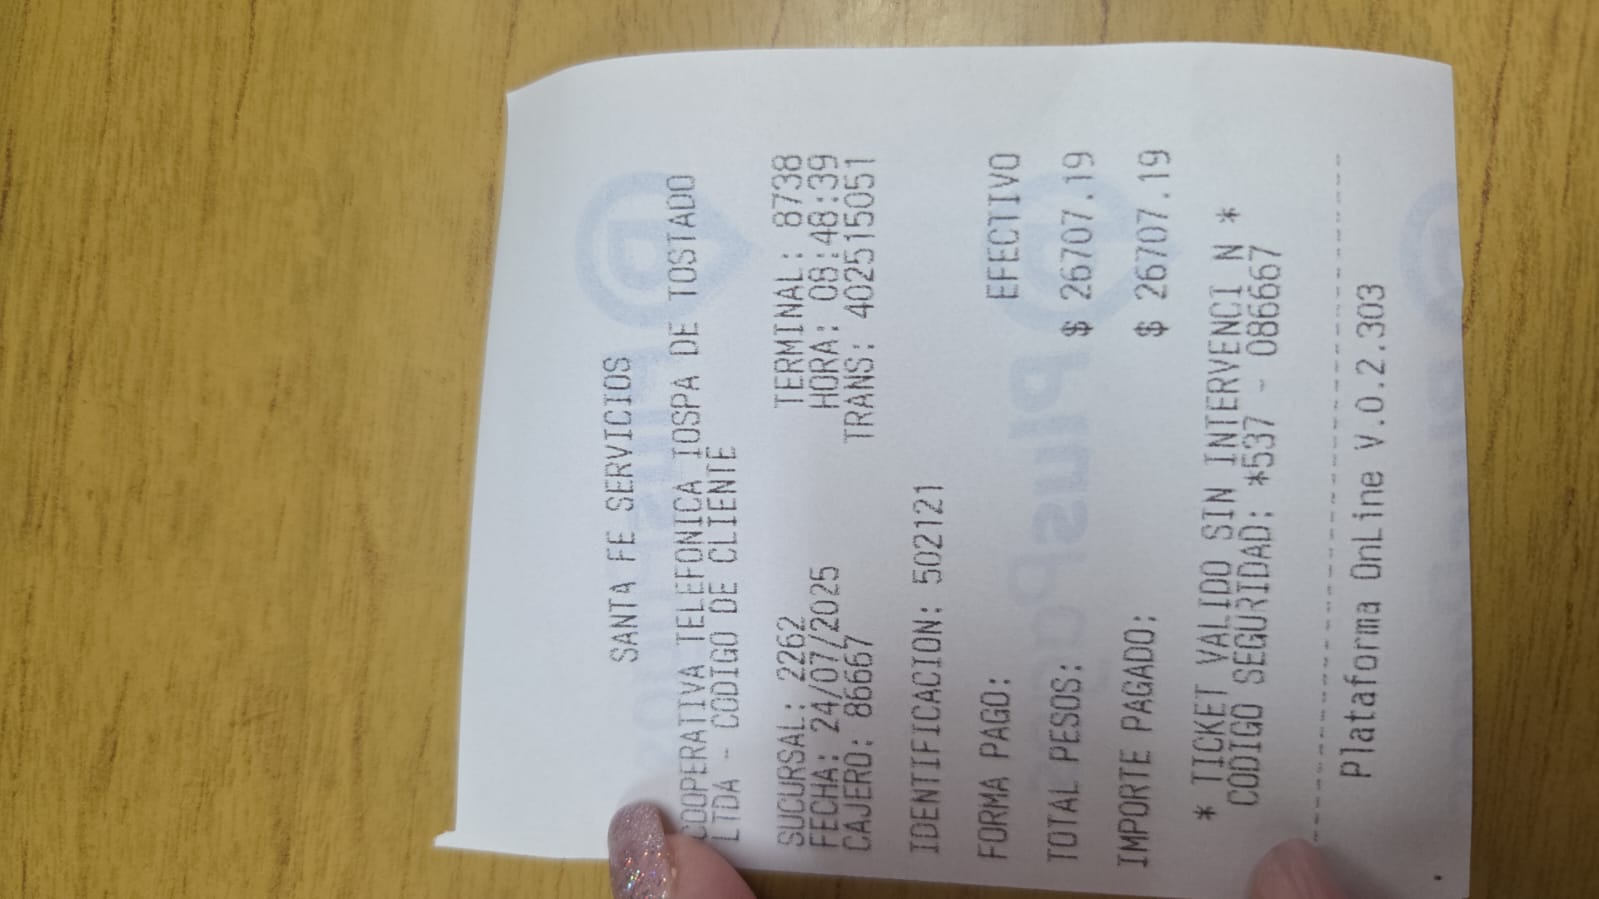 SANTA FE SERVICIOS
COOPERATIVA TELEFONICA IOSPA DE TOSTADO
LTDA - CODIGO DE CLIENTE
SUCURSAL: 2262 TERMINAL: 8738
FECHA: 24/07/2025 HORA: 08:48:39
CAJERO: 86667 TRANS: 402515051
IDENTIFICACION: 502121
FORMA PAGO: EFECTIVO
TOTAL PESOS: $ 26707.19
IMPORTE PAGADO: $ 26707.19
* TICKET VALIDO SIN INTERVENCI N *
CODIGO SEGURIDAD: *537 - 086667
Plataforma OnLine V.0.2.303